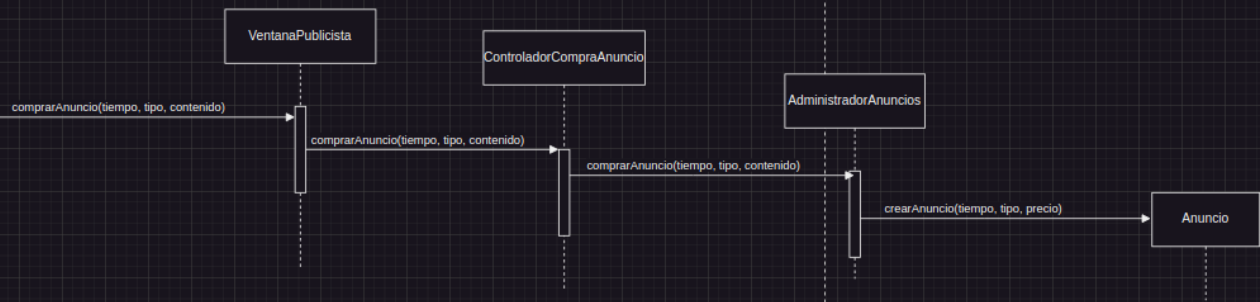 VentanaPublicista
ControladorCompraAnuncio
AdministradorAnuncios
comprarAnuncio(tiempo, tipo, contenido)
comprarAnuncio(tiempo, tipo, contenido)
comprarAnuncio(tiempo, tipo, contenido)
crearAnuncio(tiempo, tipo, precio)
Anuncio